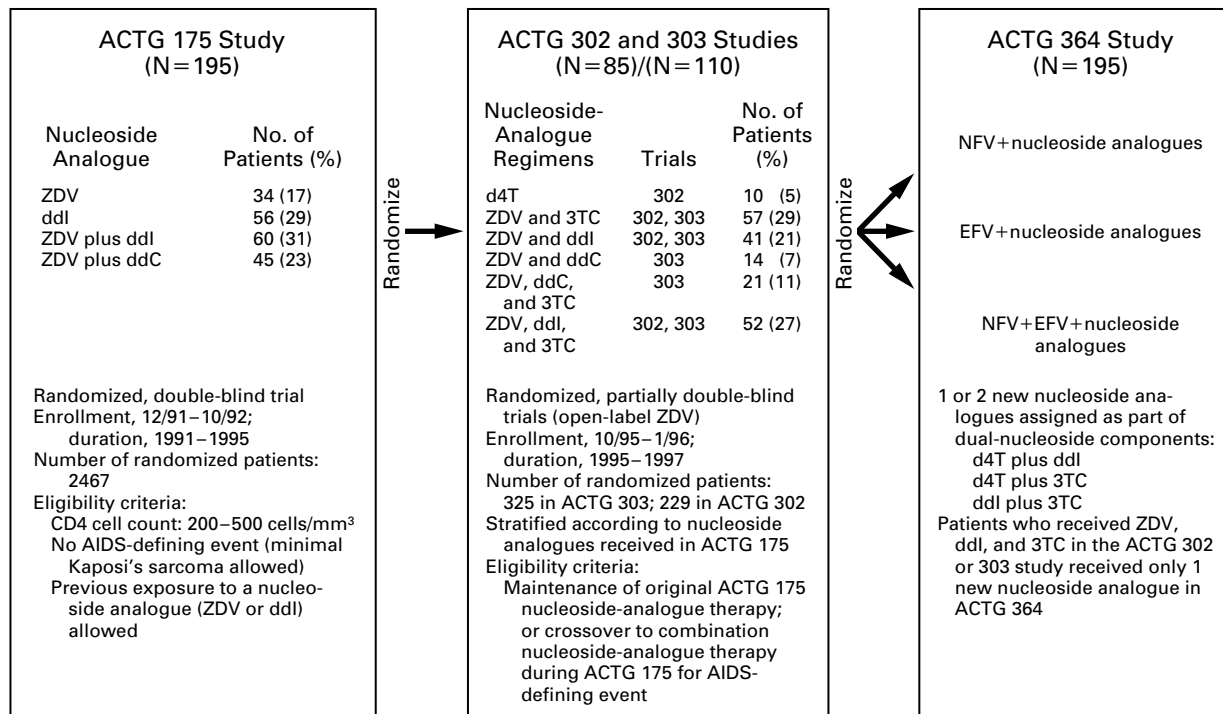 ACTG 175 Study
(N=195)
Nucleoside
Analogue
No. of
Patients (%)
ZDV 34 (17)
ddI 56 (29)
ZDV plus ddI 60 (31)
ZDV plus ddC 45 (23)
Randomized, double-blind trial
Enrollment, 12/91–10/92;
duration, 1991–1995
Number of randomized patients:
2467
Eligibility criteria:
CD4 cell count: 200–500 cells/mm³
No AIDS-defining event (minimal
Kaposi's sarcoma allowed)
Previous exposure to a nucleo-
side analogue (ZDV or ddI)
allowed
Randomize
ACTG 302 and 303 Studies
(N=85)/(N=110)
Nucleoside-
Analogue
Regimens
Trials
No. of
Patients
(%)
d4T 302 10 (5)
ZDV and 3TC 302, 303 57 (29)
ZDV and ddI 302, 303 41 (21)
ZDV and ddC 303 14 (7)
ZDV, ddC, 303 21 (11)
and 3TC
ZDV, ddI, 302, 303 52 (27)
and 3TC
Randomized, partially double-blind
trials (open-label ZDV)
Enrollment, 10/95–1/96;
duration, 1995–1997
Number of randomized patients:
325 in ACTG 303; 229 in ACTG 302
Stratified according to nucleoside
analogues received in ACTG 175
Eligibility criteria:
Maintenance of original ACTG 175
nucleoside-analogue therapy;
or crossover to combination
nucleoside-analogue therapy
during ACTG 175 for AIDS-
defining event
Randomize
ACTG 364 Study
(N=195)
NFV+nucleoside analogues
EFV+nucleoside analogues
NFV+EFV+nucleoside
analogues
1 or 2 new nucleoside ana-
logues assigned as part of
dual-nucleoside components:
d4T plus ddI
d4T plus 3TC
ddI plus 3TC
Patients who received ZDV,
ddI, and 3TC in the ACTG 302
or 303 study received only 1
new nucleoside analogue in
ACTG 364